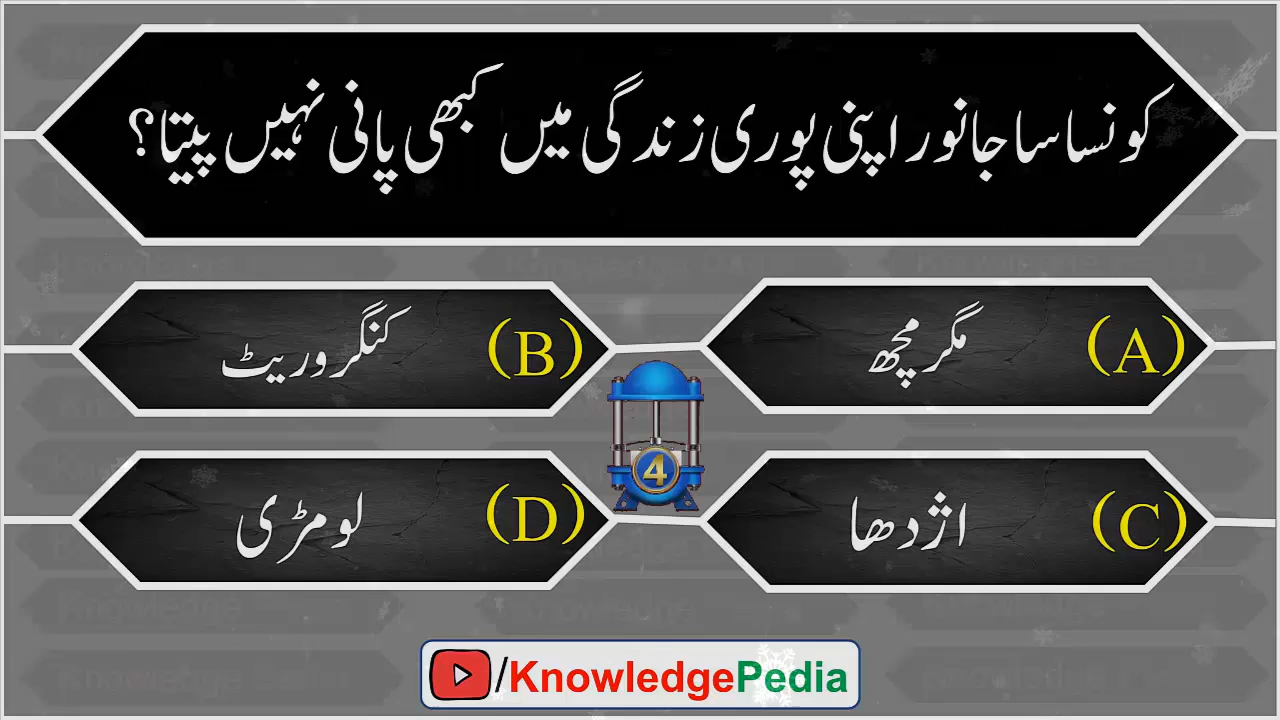 کونسا سا جانور اپنی پوری زندگی میں کبھی پانی نہیں پیتا؟
(A) مگرمچھ
(B) کنگرو ریٹ
(C) اژدھا
(D) لومڑی
4
/KnowledgePedia